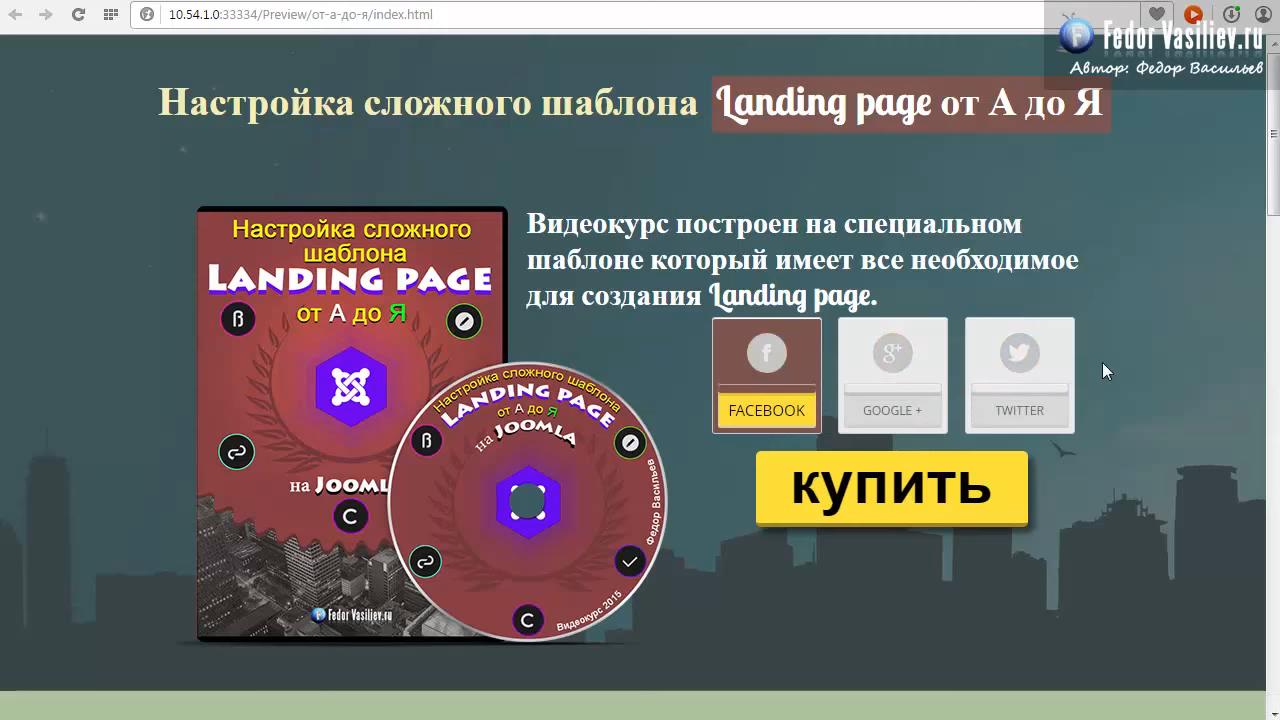 10.54.1.0:33334/Preview/от-а-до-я/index.html
Fedor Vasiliev.ru
Автор: Федор Васильев
Настройка сложного шаблона Landing page от А до Я
Настройка сложного
шаблона
LANDING PAGE
от А до Я
на JOOML
Fedor Vasiliev.ru
Настройка сложного шаблона
LANDING PAGE
от А до Я
на JOOMLA
Федор Васильев
Видеокурс 2015
Видеокурс построен на специальном
шаблоне который имеет все необходимое
для создания Landing page.
FACEBOOK
GOOGLE +
TWITTER
купить